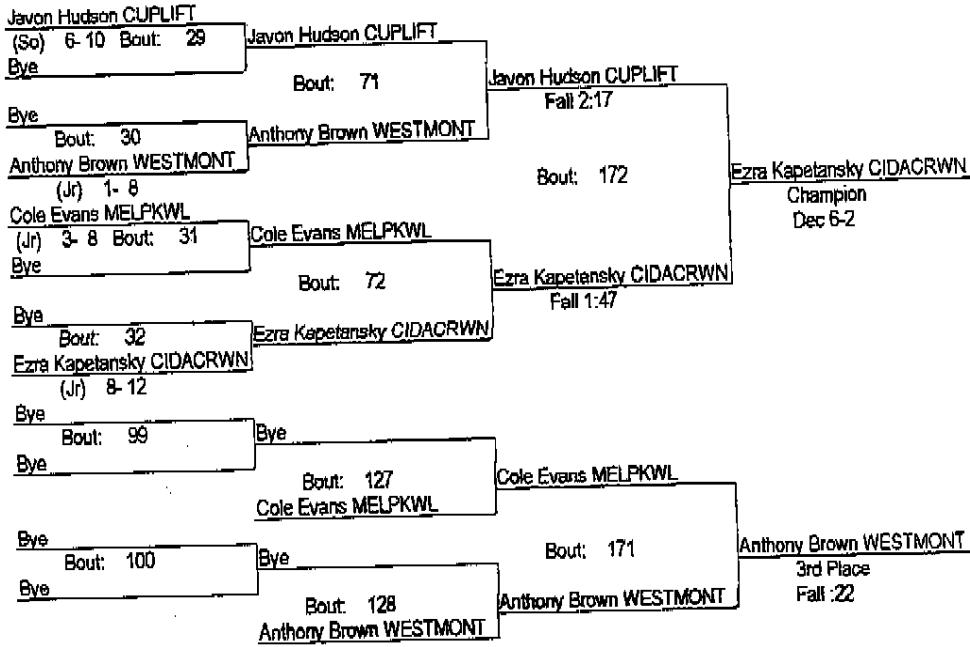 Javon Hudson CUPLIFT
(So) 6- 10 Bout: 29
Bye
Javon Hudson CUPLIFT
Bout: 71
Bye
Bout: 30
Anthony Brown WESTMONT
(Jr) 1- 8
Anthony Brown WESTMONT
Javon Hudson CUPLIFT
Fall 2:17
Bout: 172
Cole Evans MELPKWL
(Jr) 3- 8 Bout: 31
Bye
Cole Evans MELPKWL
Bout: 72
Bye
Bout: 32
Ezra Kapetansky CIDACRWN
(Jr) 8- 12
Ezra Kapetansky CIDACRWN
Ezra Kapetansky CIDACRWN
Fall 1:47
Ezra Kapetansky CIDACRWN
Champion
Dec 6-2
Bye
Bout: 99
Bye
Bye
Bout: 127
Cole Evans MELPKWL
Cole Evans MELPKWL
Bout: 171
Bye
Bout: 100
Bye
Bye
Bout: 128
Anthony Brown WESTMONT
Anthony Brown WESTMONT
Anthony Brown WESTMONT
3rd Place
Fall :22